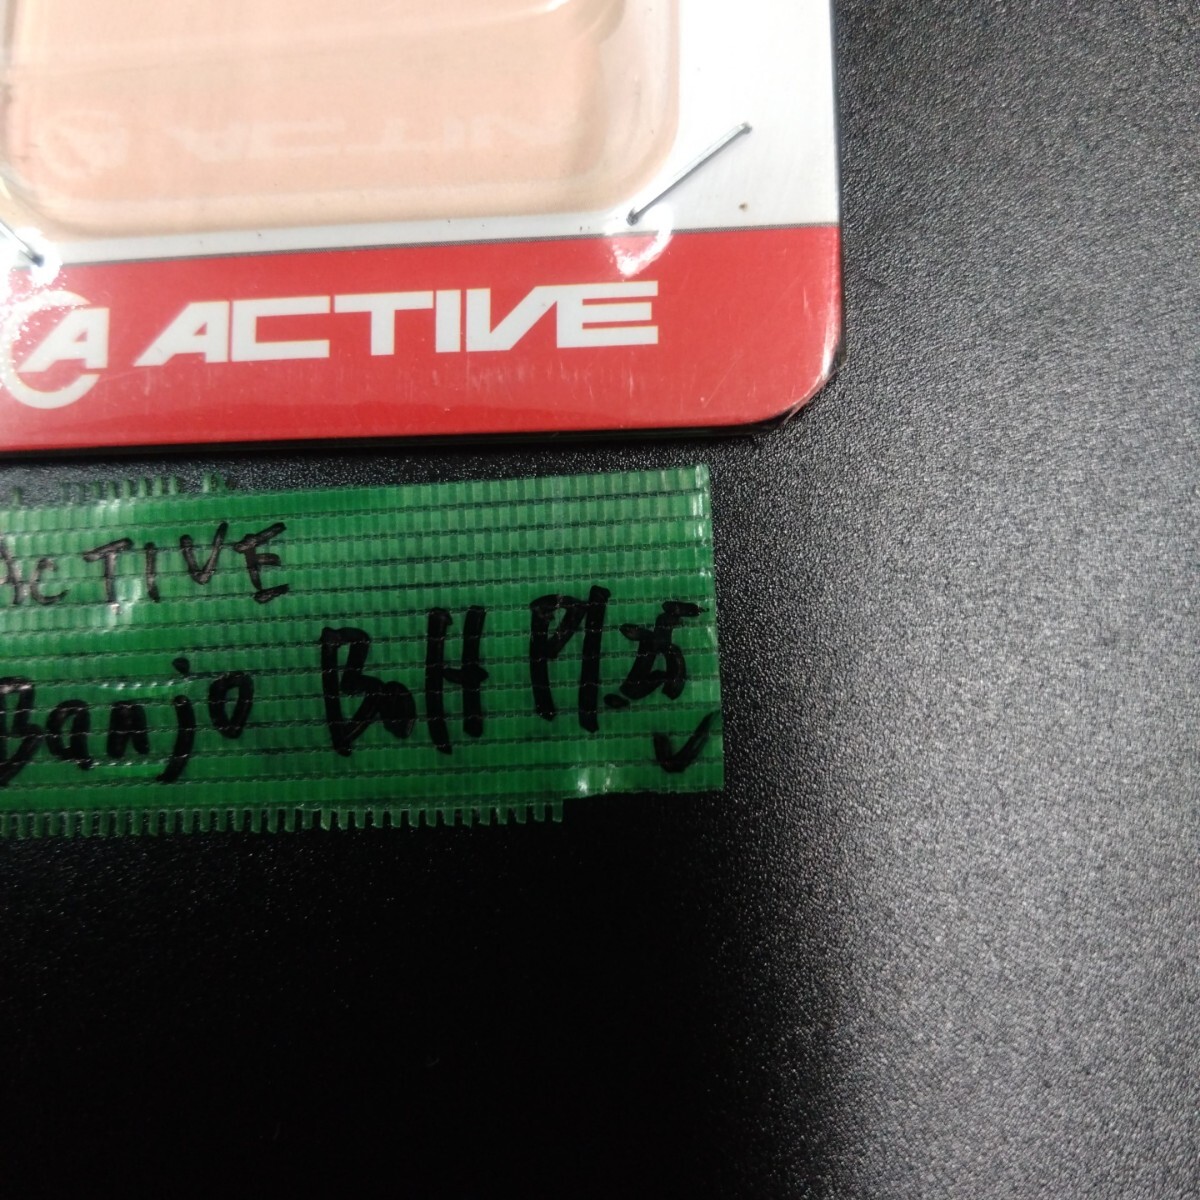 A ACTIVE
ACTIVE
Banjo Bolt P1.25